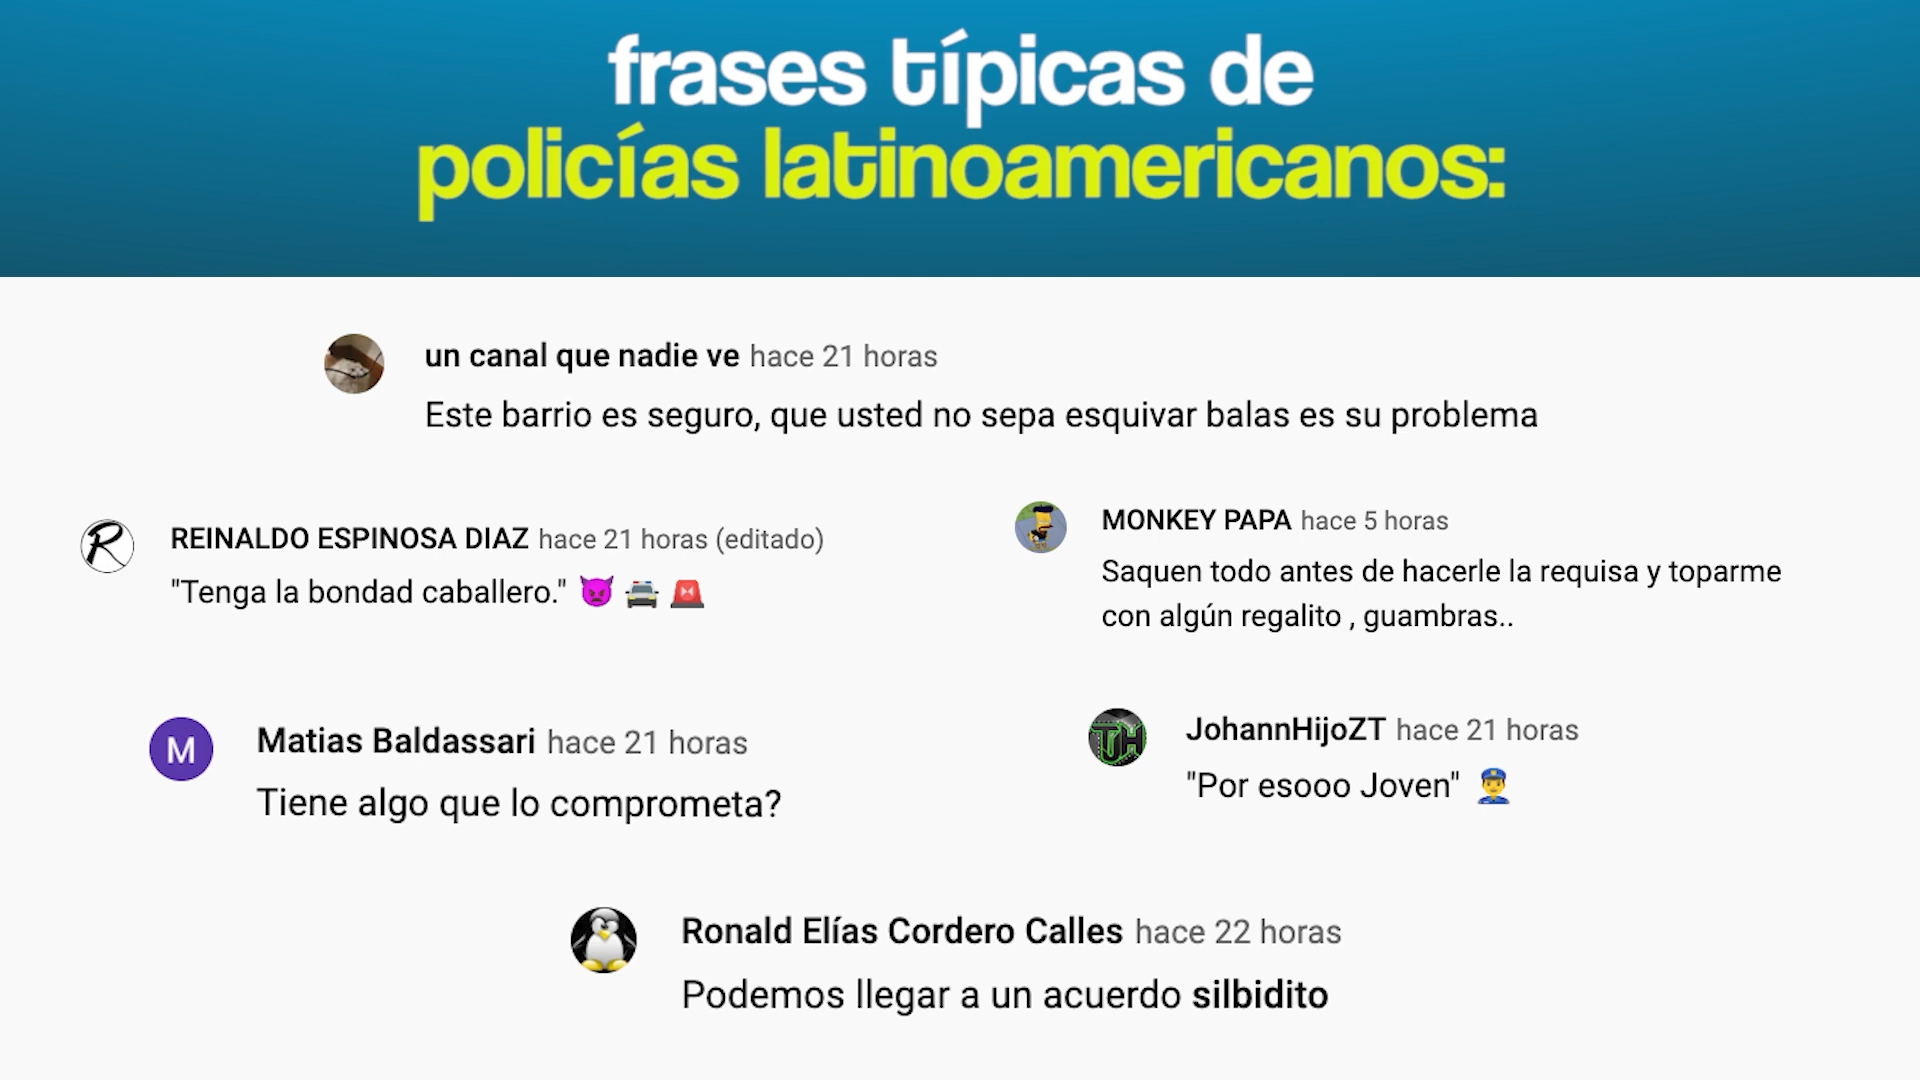 frases típicas de
policías latinoamericanos:
un canal que nadie ve hace 21 horas
Este barrio es seguro, que usted no sepa esquivar balas es su problema
R
REINALDO ESPINOSA DIAZ hace 21 horas (editado)
"Tenga la bondad caballero." 👿 🚔 🚨
MONKEY PAPA hace 5 horas
Saquen todo antes de hacerle la requisa y toparme
con algún regalito , guambras..
M
Matias Baldassari hace 21 horas
Tiene algo que lo comprometa?
TH
JohannHijoZT hace 21 horas
"Por esooo Joven" 👮‍♂️
Ronald Elías Cordero Calles hace 22 horas
Podemos llegar a un acuerdo silbidito